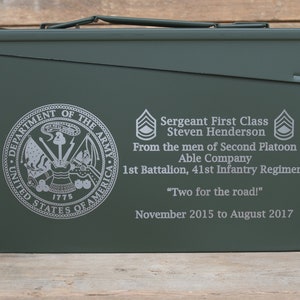 DEPARTMENT OF THE ARMY
UNITED STATES OF AMERICA
1775
Sergeant First Class
Steven Henderson
From the men of Second Platoon
Able Company
1st Battalion, 41st Infantry Regimen
"Two for the road!"
November 2015 to August 2017